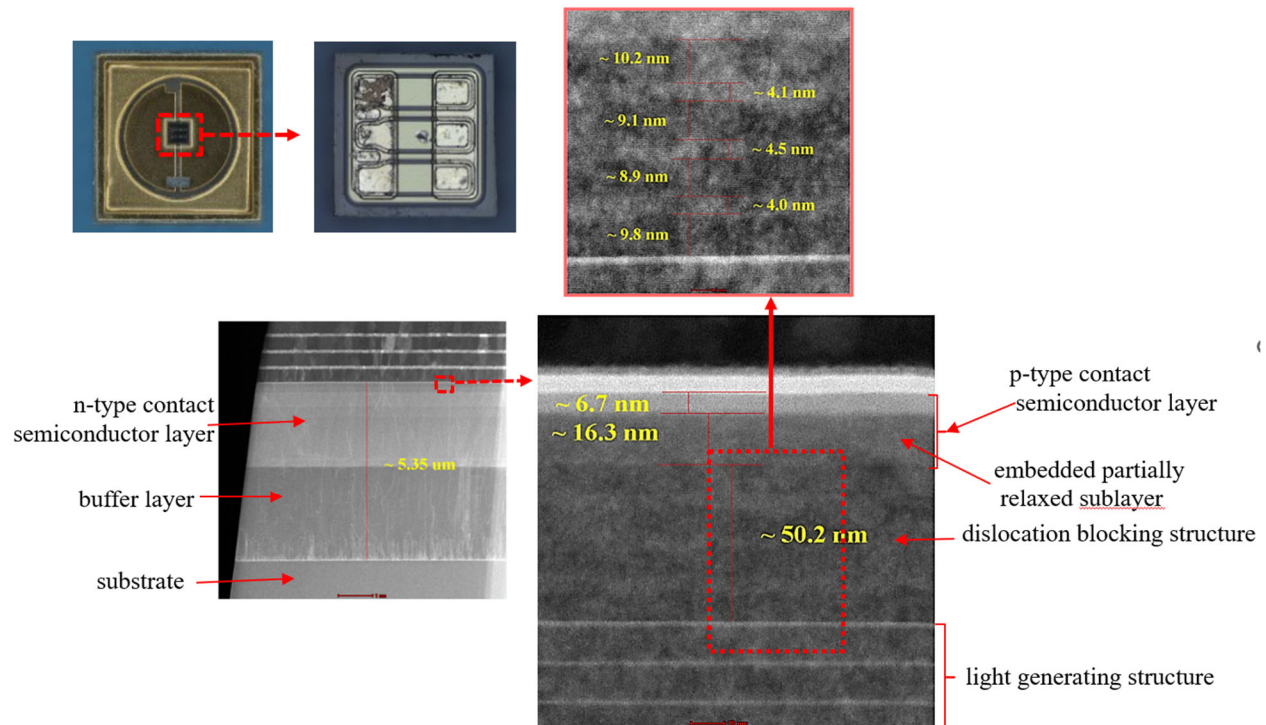 ~ 10.2 nm
~ 4.1 nm
~ 9.1 nm
~ 4.5 nm
~ 8.9 nm
~ 4.0 nm
~ 9.8 nm
n-type contact
semiconductor layer
~ 5.35 um
buffer layer
substrate
~ 6.7 nm
~ 16.3 nm
~ 50.2 nm
p-type contact
semiconductor layer
embedded partially
relaxed sublayer
dislocation blocking structure
light generating structure